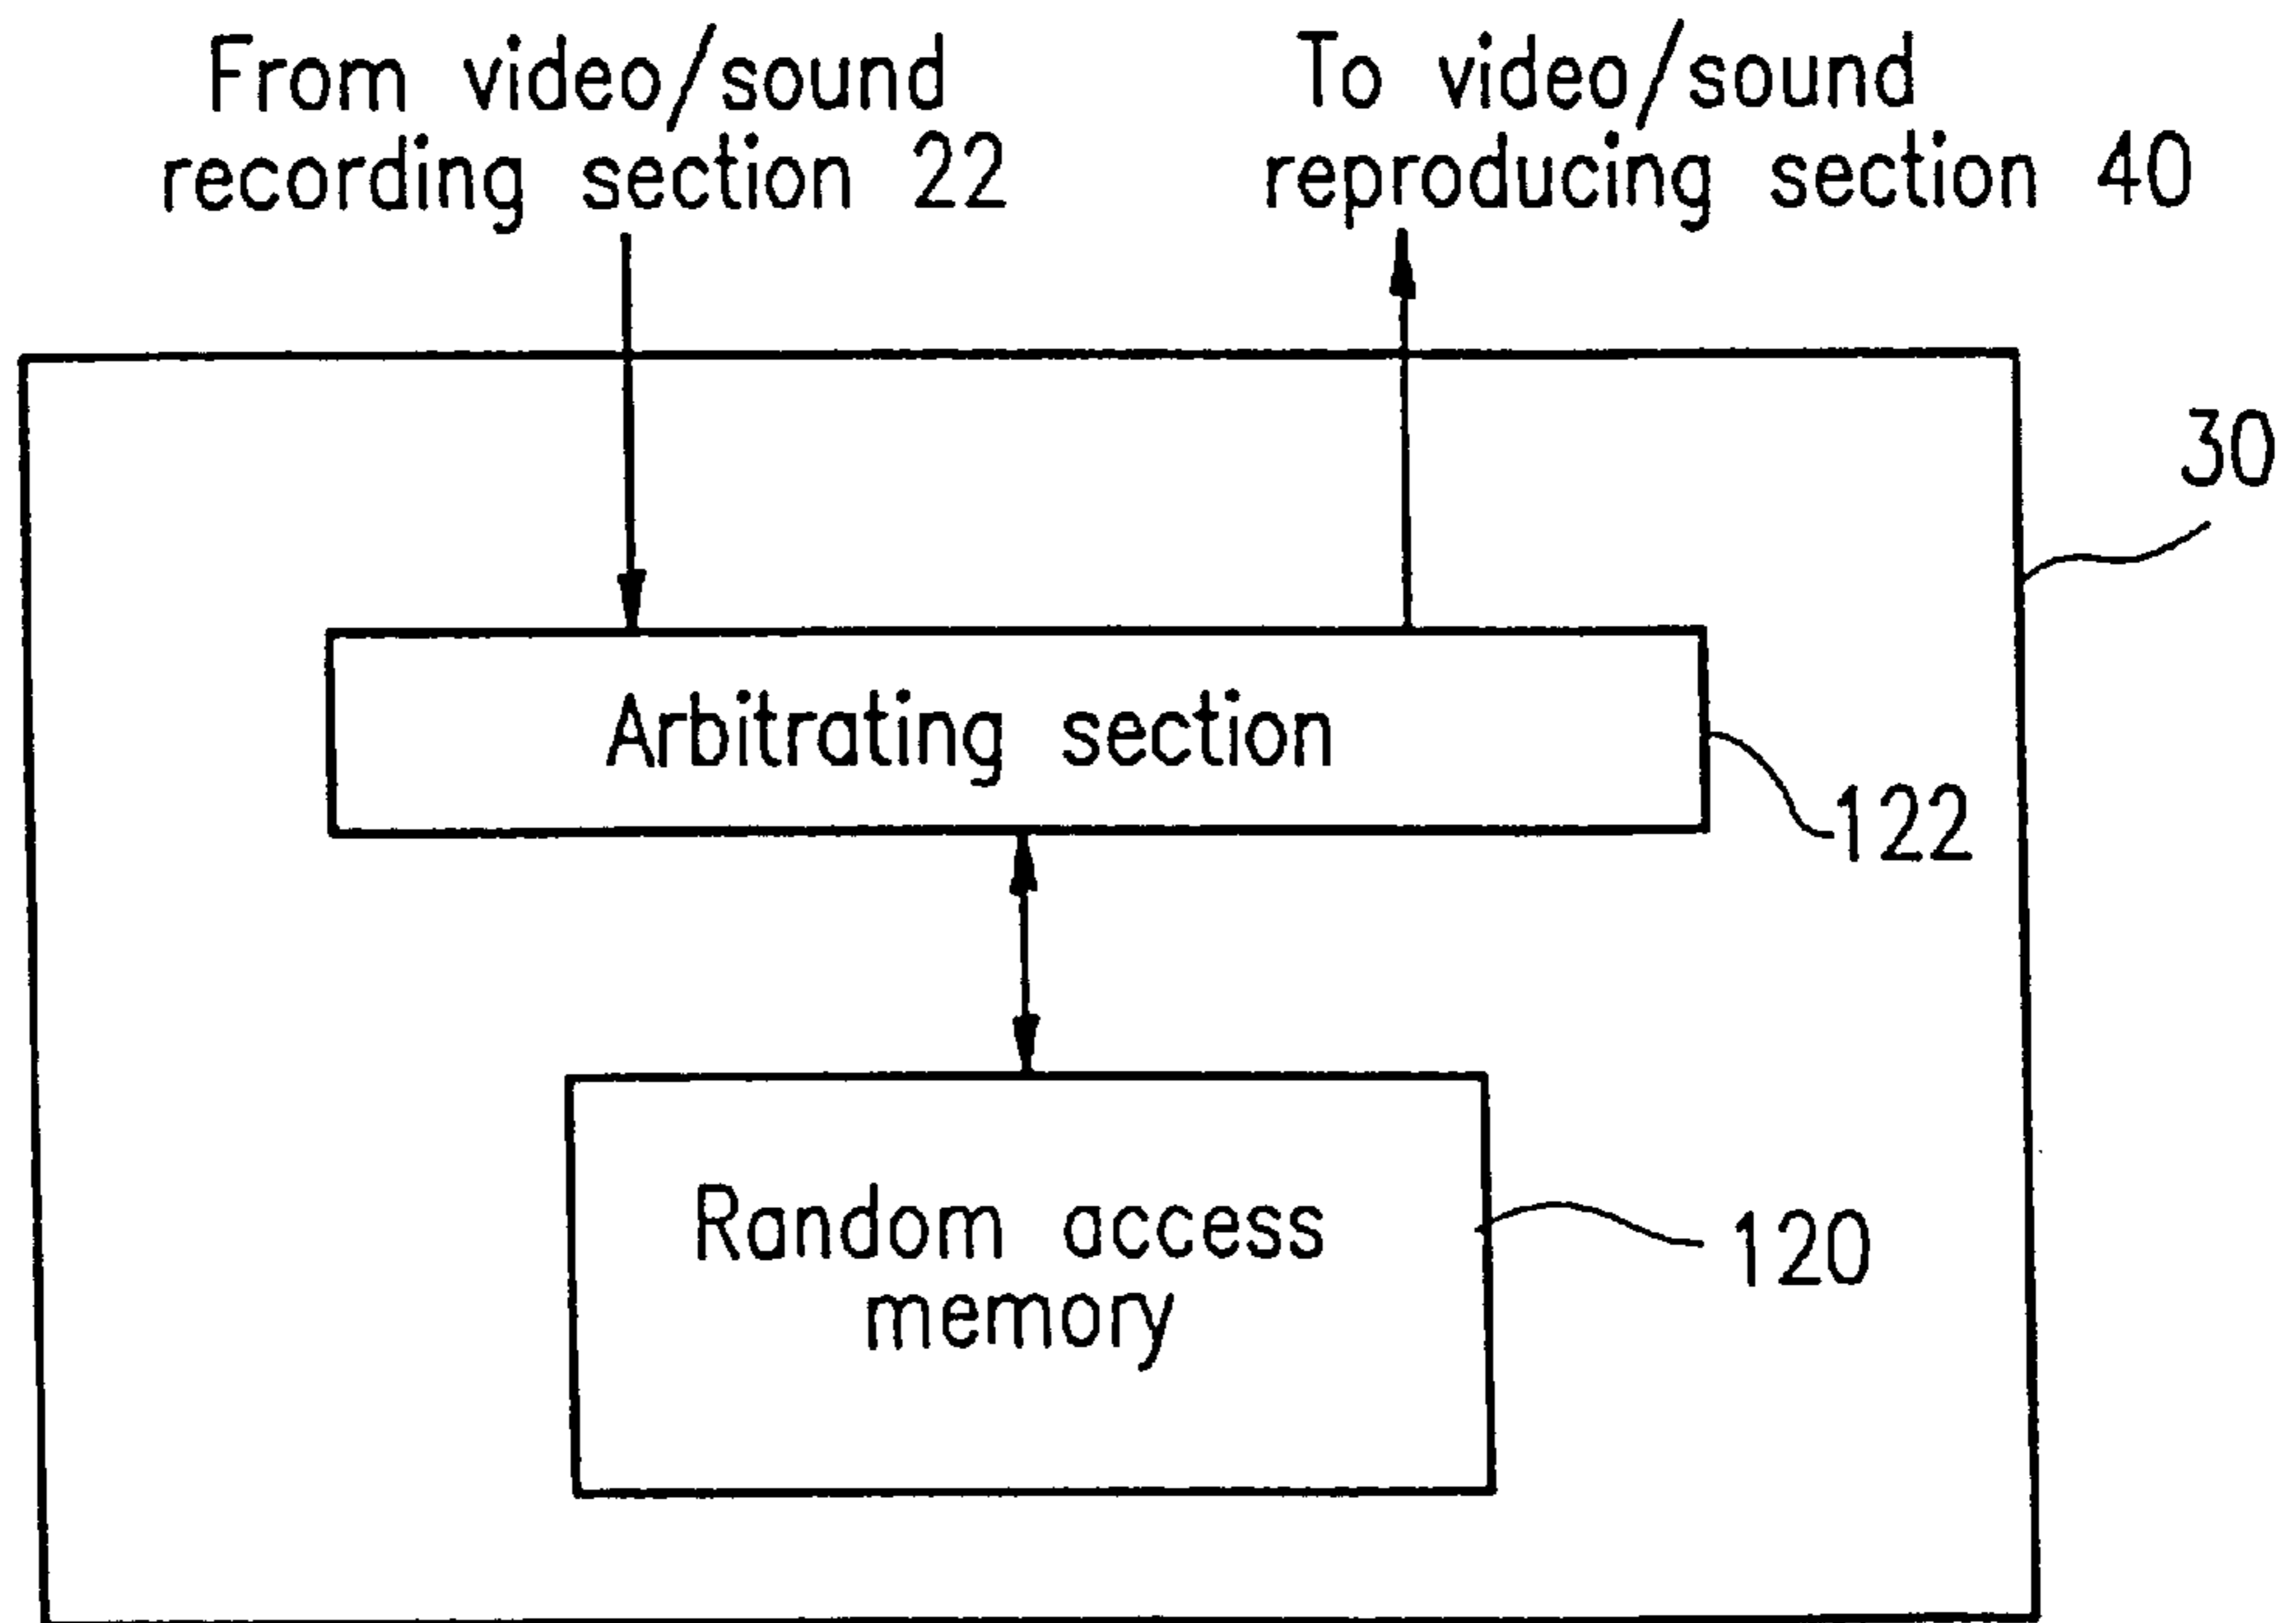 From video/sound
recording section 22
To video/sound
reproducing section 40
30
Arbitrating section
122
Random access
memory
120